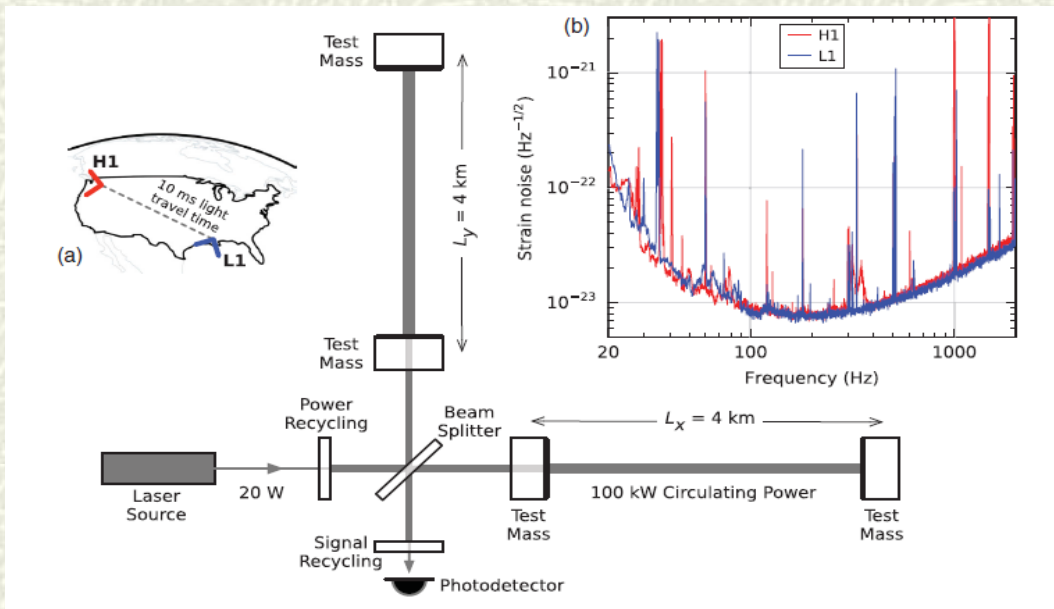 Test
Mass
(b)
H1
L1
Strain noise (Hz⁻¹/²)
10⁻²¹
10⁻²²
10⁻²³
20
100
1000
2000
Frequency (Hz)
H1
10 ms light
travel time
L1
(a)
L_y = 4 km
Test
Mass
Power
Recycling
Beam
Splitter
L_x = 4 km
Laser
Source
20 W
100 kW Circulating Power
Test
Mass
Test
Mass
Signal
Recycling
Photodetector